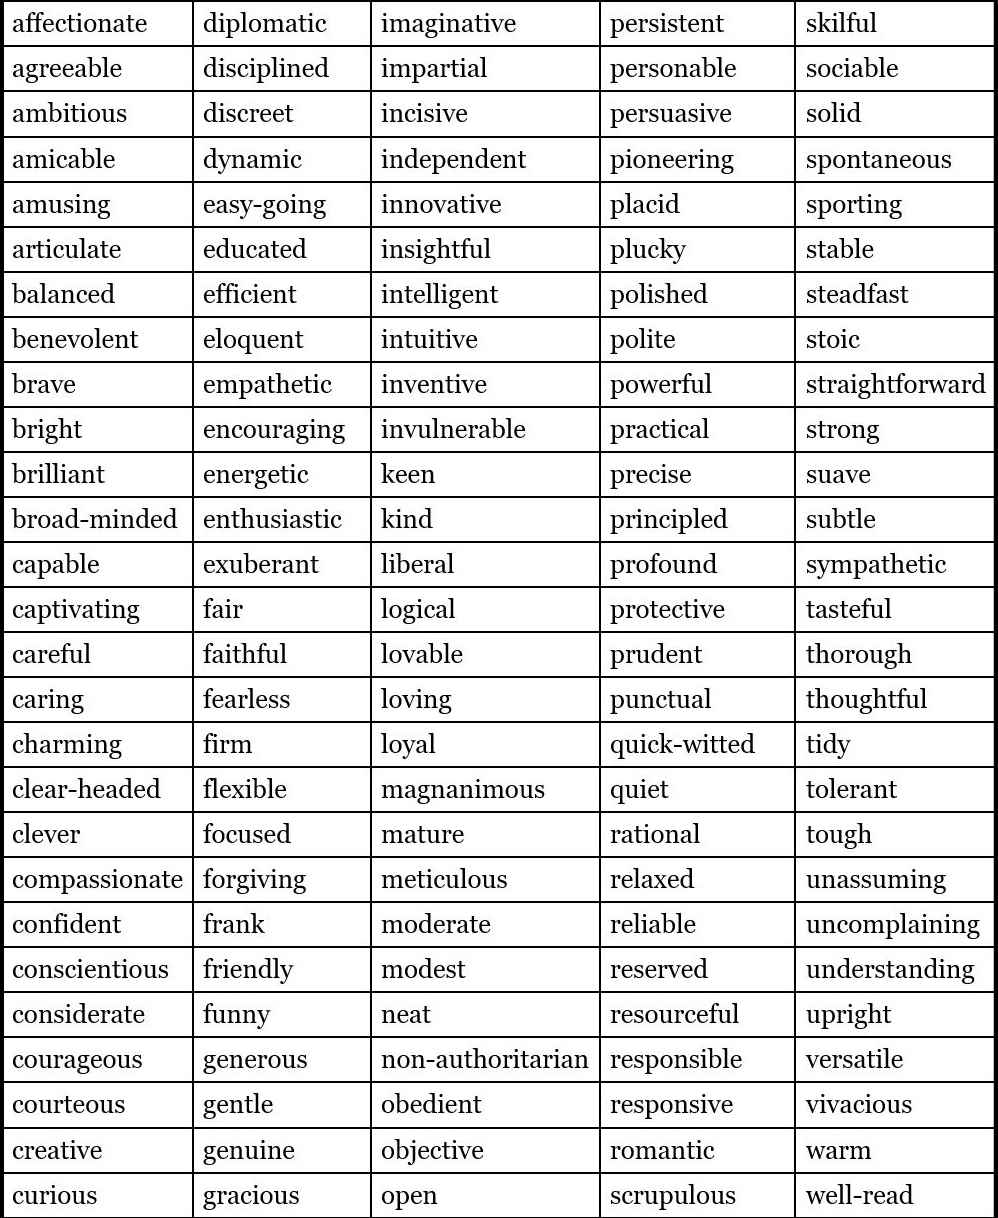 affectionate diplomatic imaginative persistent skilful
agreeable disciplined impartial personable sociable
ambitious discreet incisive persuasive solid
amicable dynamic independent pioneering spontaneous
amusing easy-going innovative placid sporting
articulate educated insightful plucky stable
balanced efficient intelligent polished steadfast
benevolent eloquent intuitive polite stoic
brave empathetic inventive powerful straightforward
bright encouraging invulnerable practical strong
brilliant energetic keen precise suave
broad-minded enthusiastic kind principled subtle
capable exuberant liberal profound sympathetic
captivating fair logical protective tasteful
careful faithful lovable prudent thorough
caring fearless loving punctual thoughtful
charming firm loyal quick-witted tidy
clear-headed flexible magnanimous quiet tolerant
clever focused mature rational tough
compassionate forgiving meticulous relaxed unassuming
confident frank moderate reliable uncomplaining
conscientious friendly modest reserved understanding
considerate funny neat resourceful upright
courageous generous non-authoritarian responsible versatile
courteous gentle obedient responsive vivacious
creative genuine objective romantic warm
curious gracious open scrupulous well-read